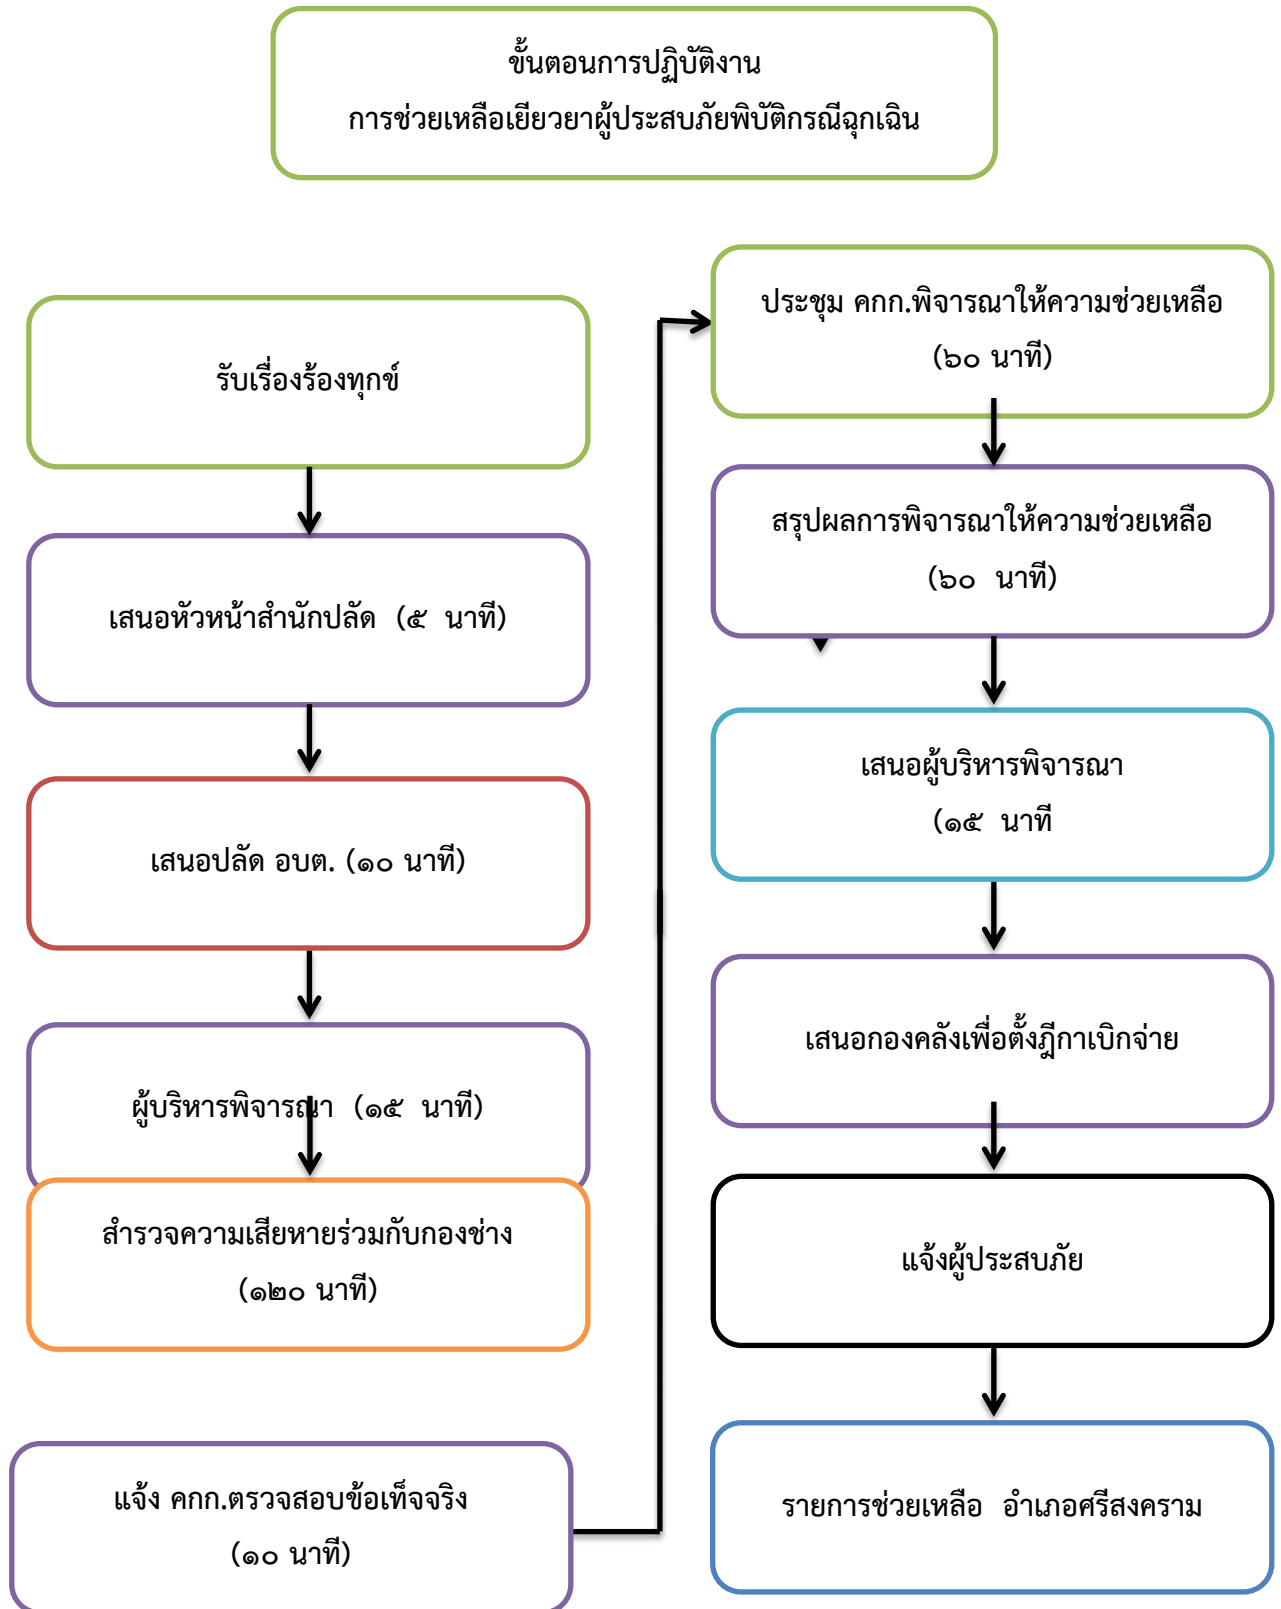 ขั้นตอนการปฏิบัติงาน
การช่วยเหลือเยียวยาผู้ประสบภัยพิบัติกรณีฉุกเฉิน
รับเรื่องร้องทุกข์
เสนอหัวหน้าสำนักปลัด (๕ นาที)
เสนอปลัด อบต. (๑๐ นาที)
ผู้บริหารพิจารณา (๑๕ นาที)
สำรวจความเสียหายร่วมกับกองช่าง
(๑๒๐ นาที)
แจ้ง คกก.ตรวจสอบข้อเท็จจริง
(๑๐ นาที)
ประชุม คกก.พิจารณาให้ความช่วยเหลือ
(๖๐ นาที)
สรุปผลการพิจารณาให้ความช่วยเหลือ
(๖๐ นาที)
เสนอผู้บริหารพิจารณา
(๑๕ นาที
เสนอกองคลังเพื่อตั้งฎีกาเบิกจ่าย
แจ้งผู้ประสบภัย
รายการช่วยเหลือ อำเภอศรีสงคราม